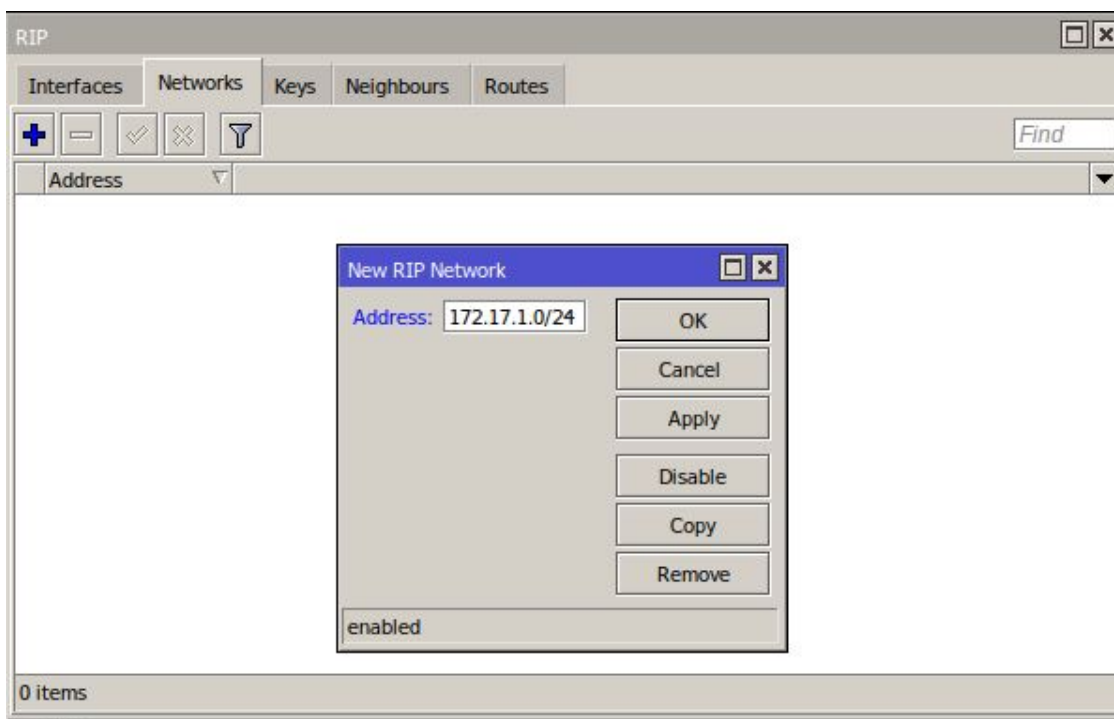 RIP
Interfaces Networks Keys Neighbours Routes
Find
Address
New RIP Network
Address: 172.17.1.0/24 OK
Cancel
Apply
Disable
Copy
Remove
enabled
0 items